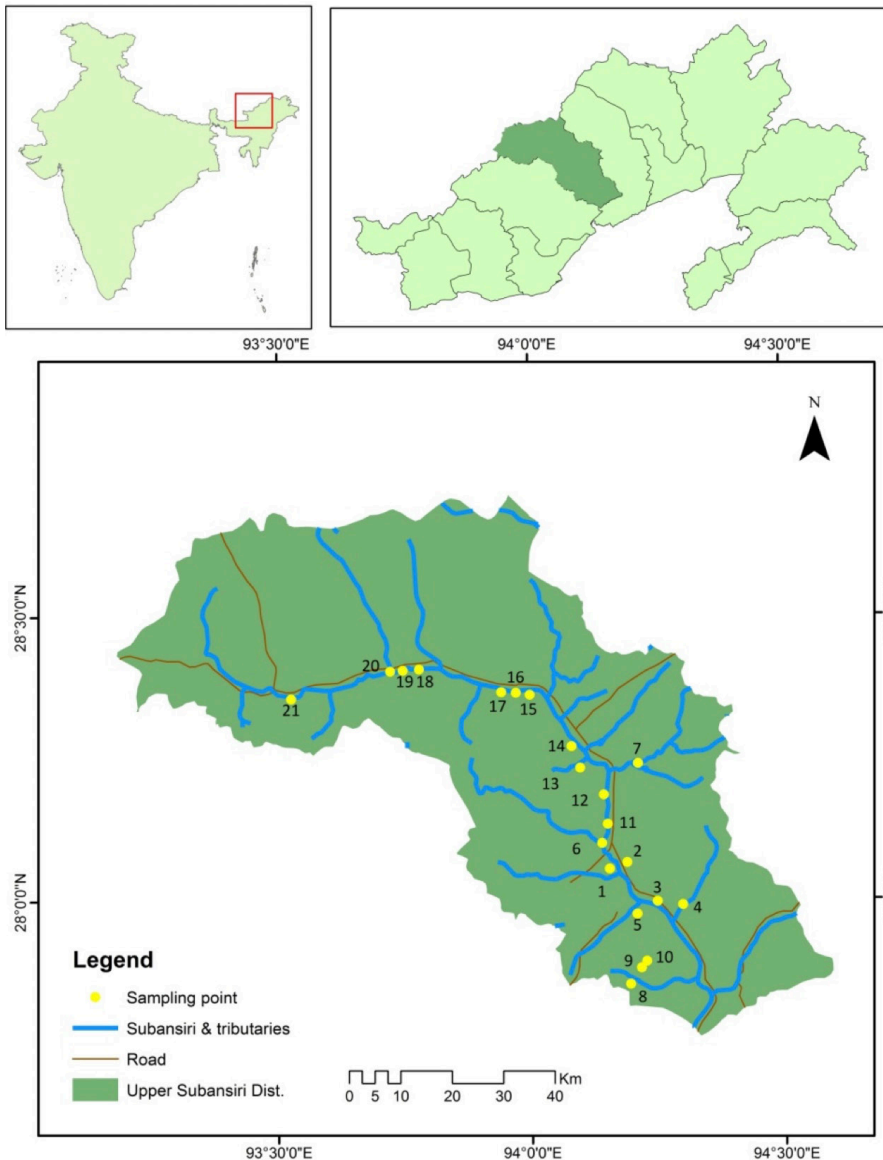 93°30'0"E 94°0'0"E 94°30'0"E
N
28°30'0"N
20
19
18
16
17
15
21
14
7
13
12
11
6
2
1
3
4
5
28°0'0"N
10
9
8
Legend
Sampling point
Subansiri & tributaries
Road
Upper Subansiri Dist.
Km
0 5 10 20 30 40
93°30'0"E 94°0'0"E 94°30'0"E